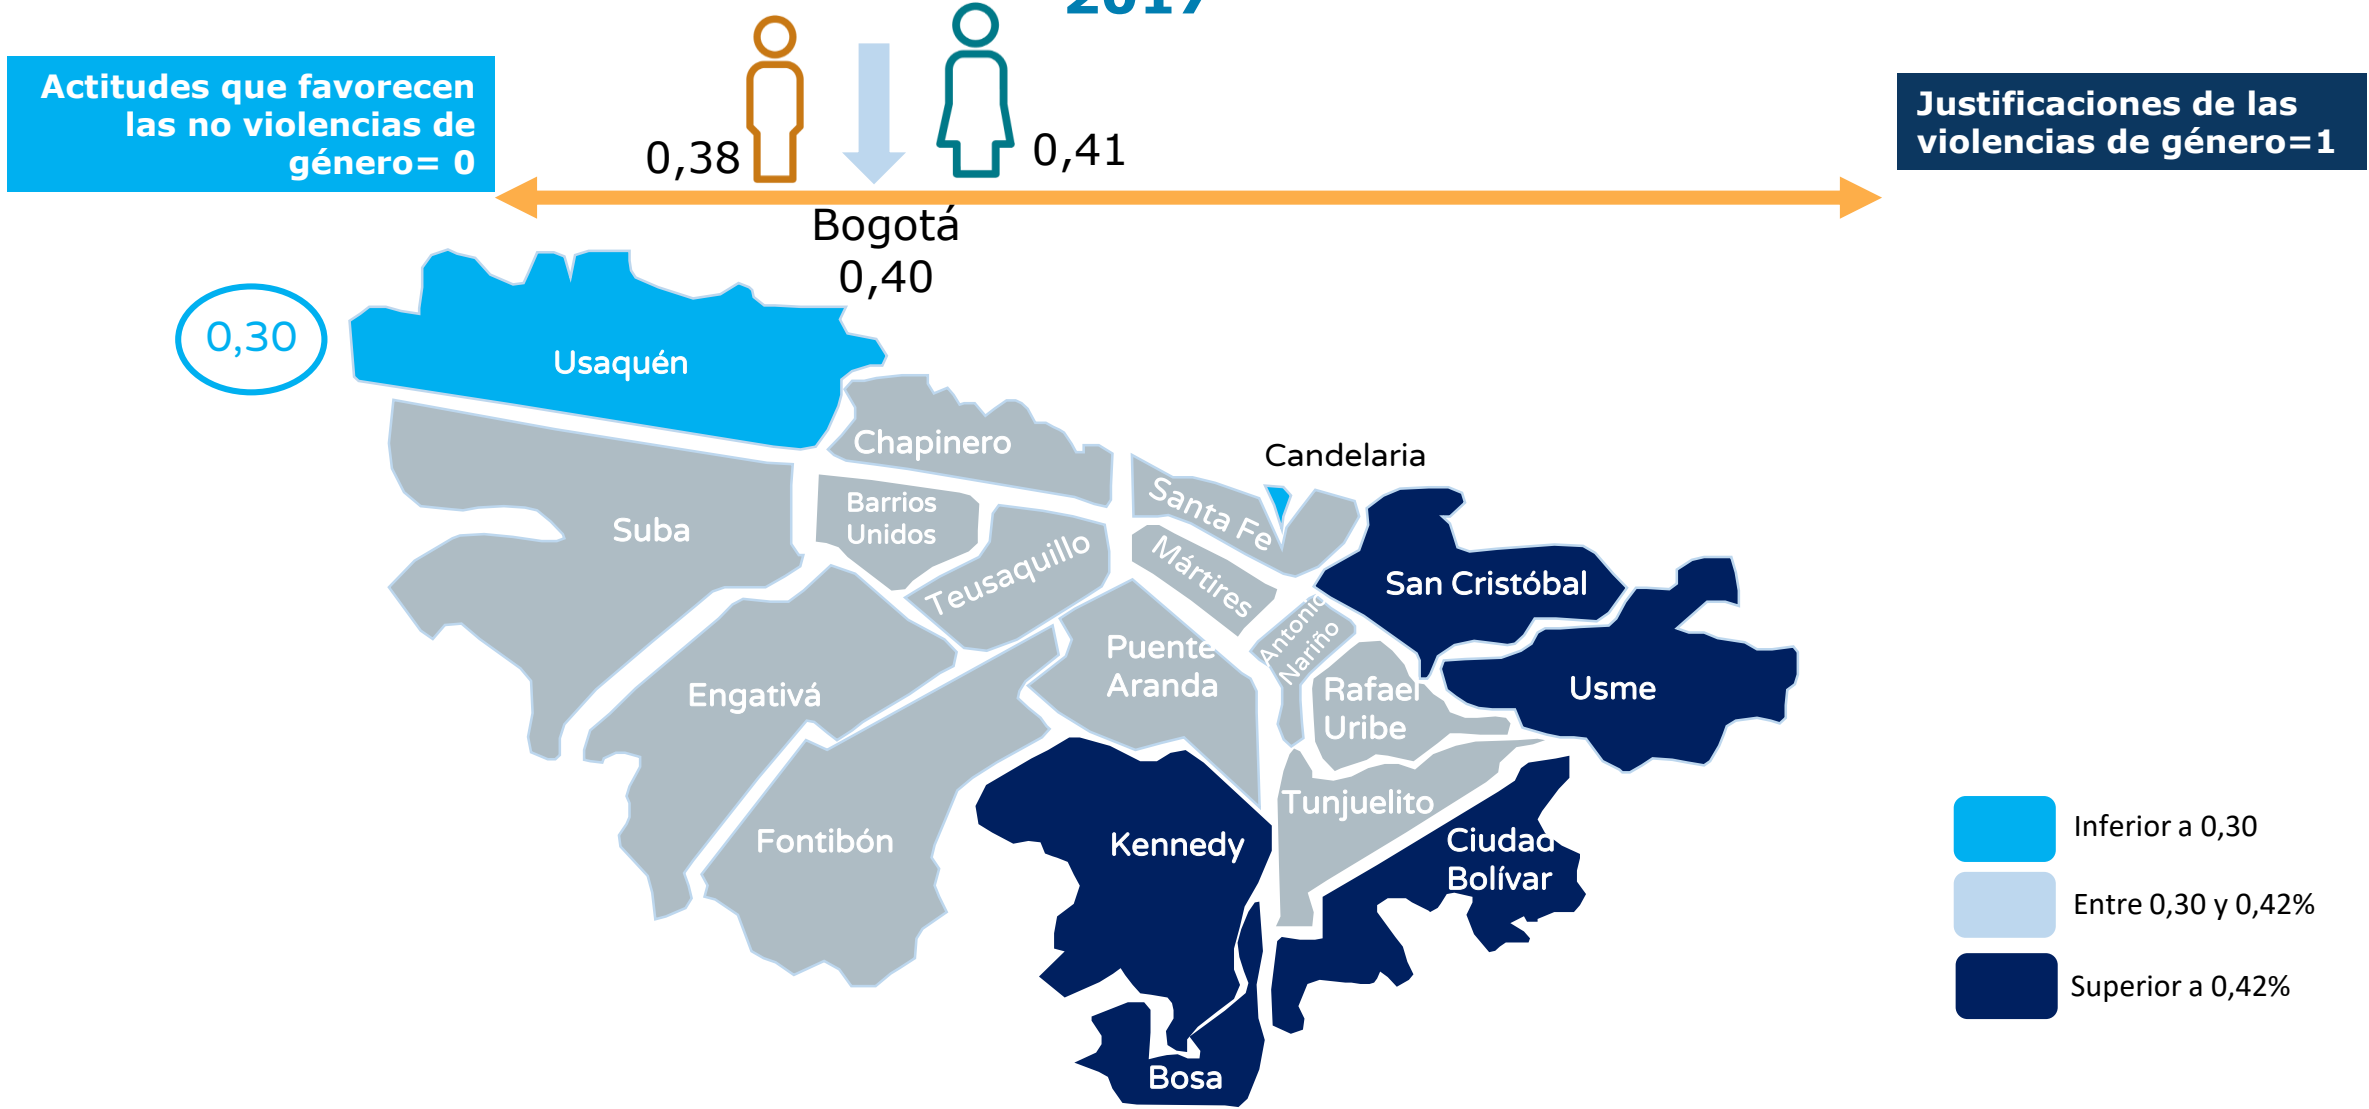 2017
Actitudes que favorecen
las no violencias de
género= 0
0,38
0,41
Justificaciones de las
violencias de género=1
Bogotá
0,40
0,30
Usaquén
Chapinero
Candelaria
Suba
Barrios
Unidos
Santa Fe
Teusaquillo
Mártires
San Cristóbal
Antonio
Nariño
Puente
Aranda
Engativá
Rafael
Uribe
Usme
Fontibón
Kennedy
Tunjuelito
Ciudad
Bolívar
Bosa
Inferior a 0,30
Entre 0,30 y 0,42%
Superior a 0,42%